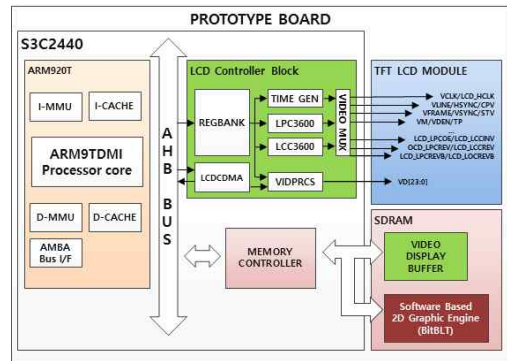 PROTOTYPE BOARD
S3C2440
ARM920T
I-MMU
I-CACHE
ARM9TDMI
Processor core
D-MMU
D-CACHE
AMBA
Bus I/F
AHB BUS
LCD Controller Block
REGBANK
LCDCDMA
TIME GEN
LPC3600
LCC3600
VIDPRCS
VIDEO MUX
MEMORY
CONTROLLER
TFT LCD MODULE
VCLK/LCD_HCLK
VLINE/HSYNC/CPV
VFRAME/VSYNC/STV
VM/VDEN/TP
...
LCD_LPCOE/LCD_LCCINV
OCD_LPCREV/LCD_LCCREV
LCD_LPCREVB/LCD_LOCREVB
VD[23:0]
SDRAM
VIDEO
DISPLAY
BUFFER
Software Based
2D Graphic Engine
(BitBLT)